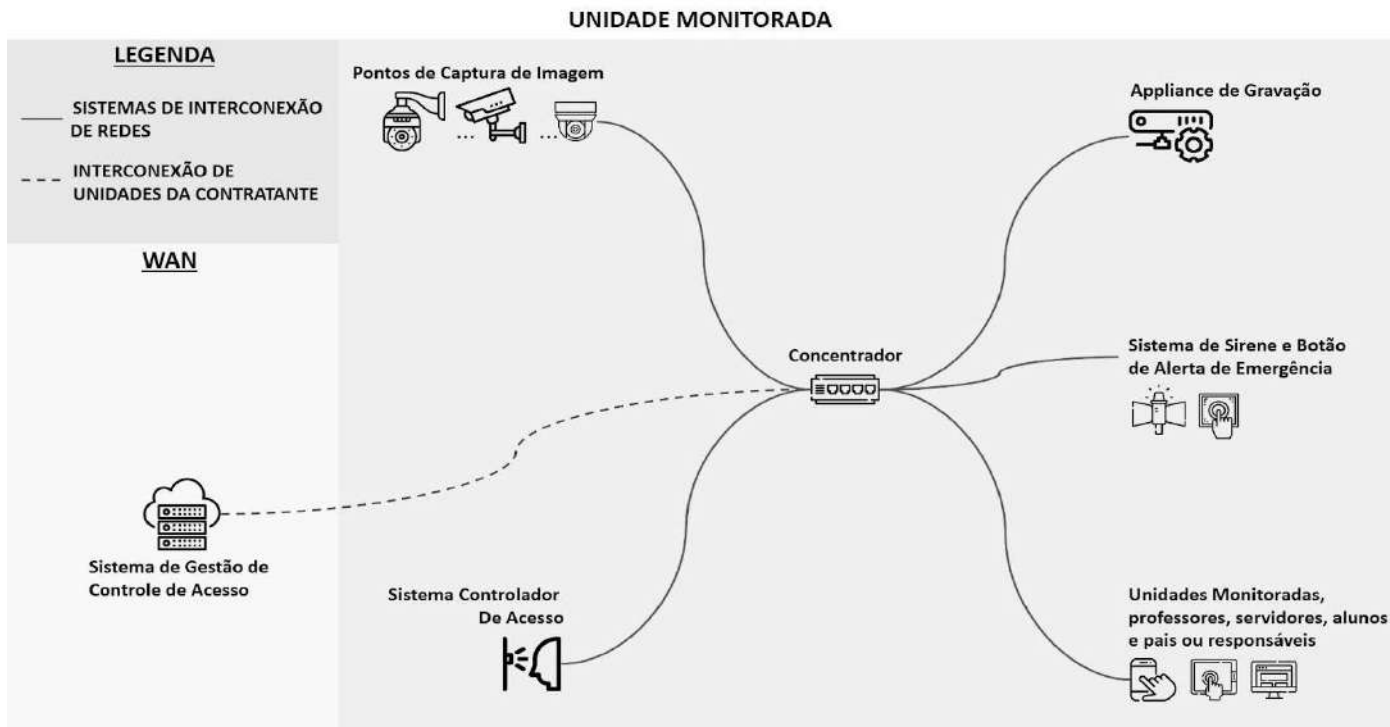 UNIDADE MONITORADA
LEGENDA
SISTEMAS DE INTERCONEXÃO
DE REDES
INTERCONEXÃO DE
UNIDADES DA CONTRATANTE
WAN
Sistema de Gestão de
Controle de Acesso
Pontos de Captura de Imagem
... ...
Concentrador
Sistema Controlador
De Acesso
Appliance de Gravação
Sistema de Sirene e Botão
de Alerta de Emergência
Unidades Monitoradas,
professores, servidores, alunos
e pais ou responsáveis